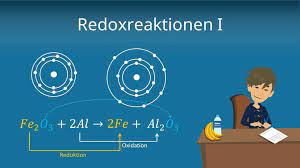 Redoxreaktionen I
Fe₂O₃ + 2Al → 2Fe + Al₂O₃
Oxidation
Reduktion